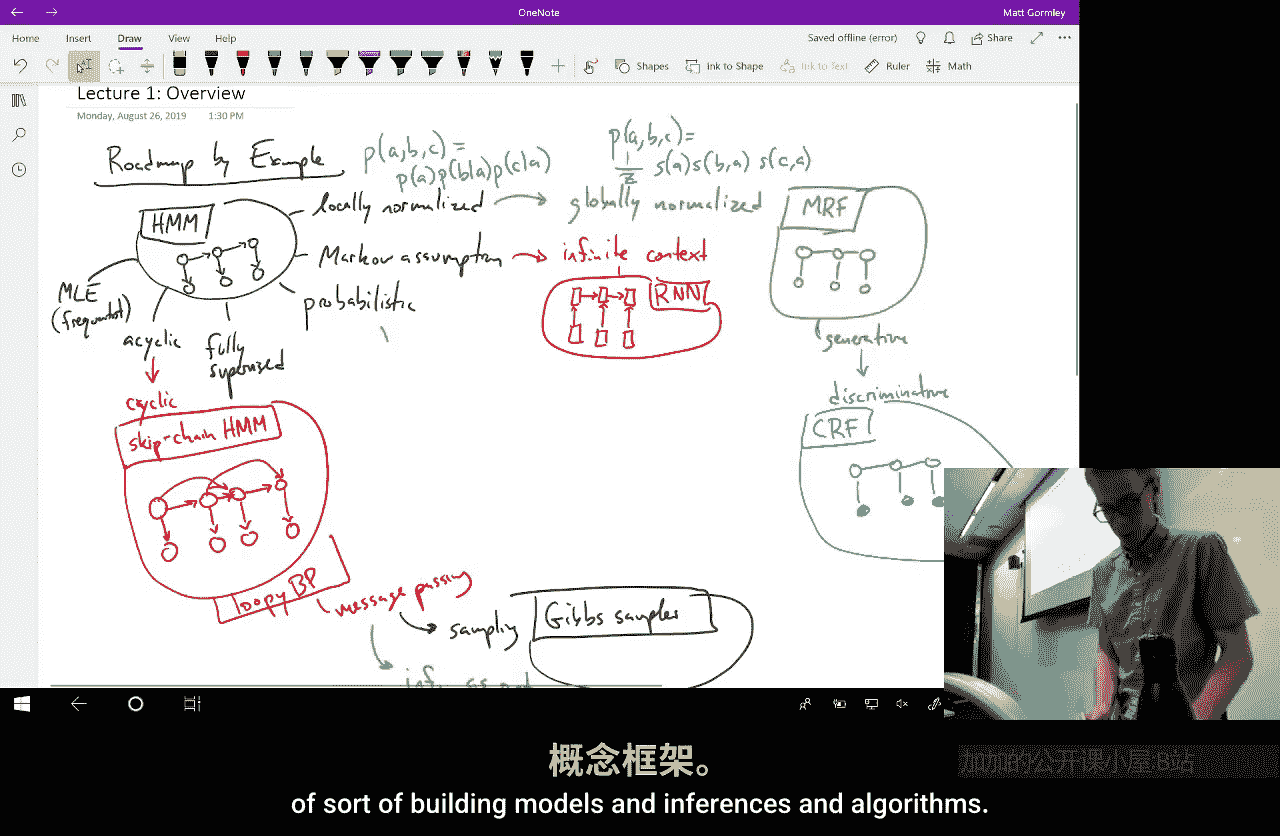 OneNote
Matt Gormley
Home Insert Draw View Help
Saved offline (error)
Share
Shapes
Ink to Shape
Ink to Text
Ruler
Math
Lecture 1: Overview
Monday, August 26, 2019 1:30 PM
Roadmap by Example
p(a,b,c) =
p(a)p(b|a)p(c|a)
p(a,b,c)=
1/Z s(a)s(b,a) s(c,a)
HMM
locally normalized → globally normalized
MRF
Markov assumption → infinite context
RNN
probabilistic
MLE
(frequentist)
acyclic
fully
supervised
generative
discriminative
CRF
cyclic
skip-chain HMM
loopy BP
message passing
sampling
Gibbs sampler
概念框架。
加加的公开课小屋 B站
of sort of building models and inferences and algorithms.